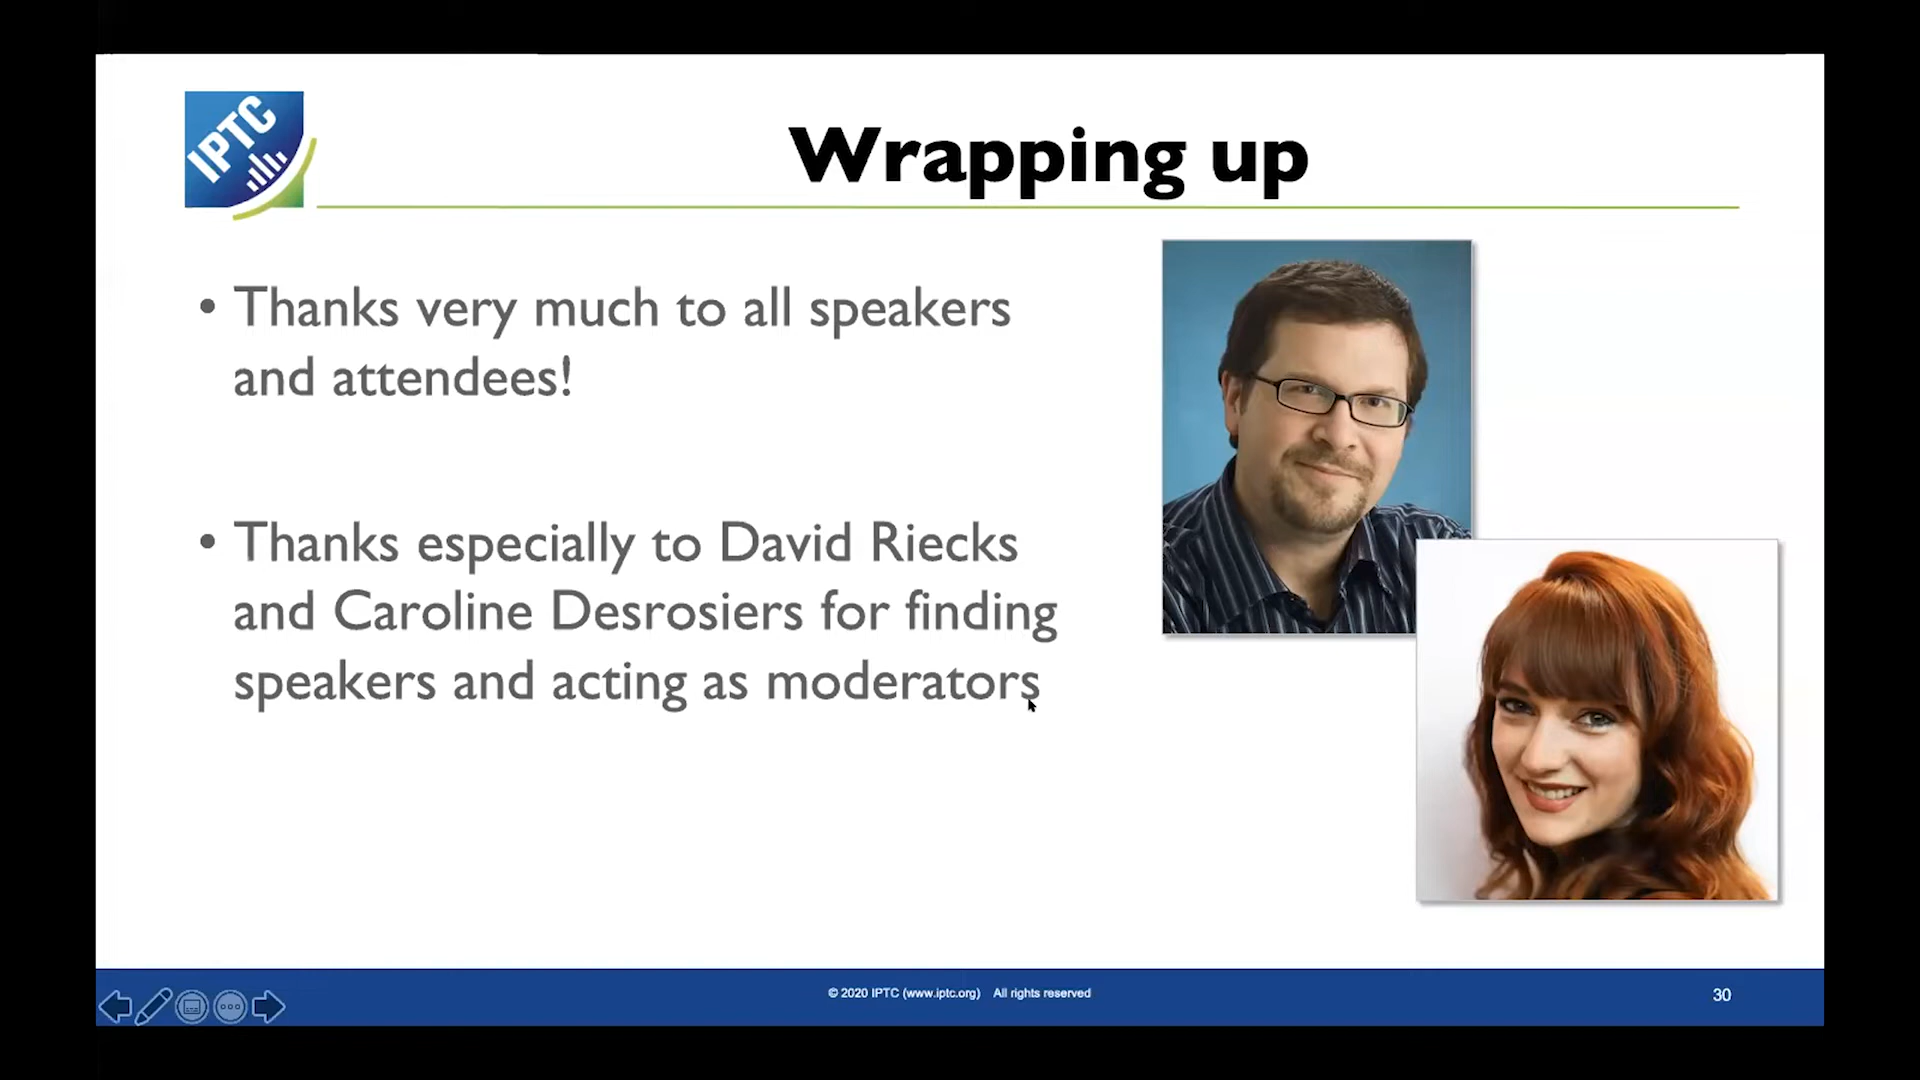 IPTC
Wrapping up
• Thanks very much to all speakers
and attendees!
• Thanks especially to David Riecks
and Caroline Desrosiers for finding
speakers and acting as moderators
© 2020 IPTC (www.iptc.org) All rights reserved
30